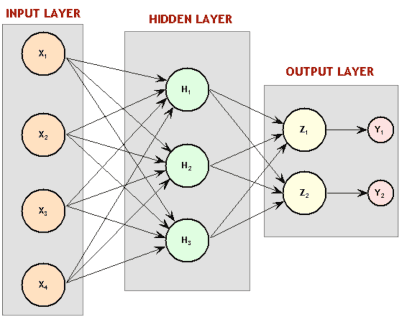 INPUT LAYER
HIDDEN LAYER
OUTPUT LAYER
X1
X2
X3
X4
H1
H2
H3
Z1
Z2
Y1
Y2